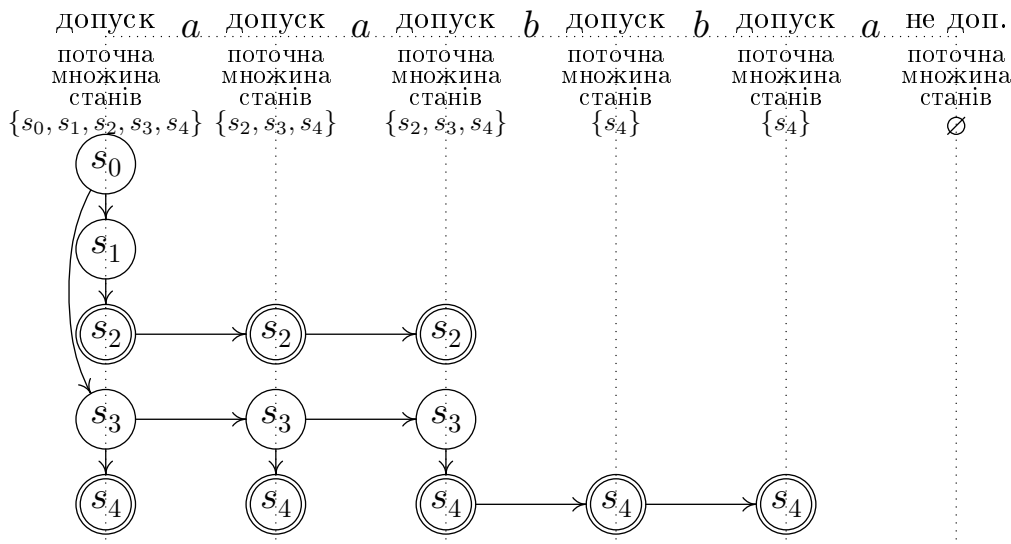 допуск a допуск a допуск b допуск b допуск a не доп.
поточна поточна поточна поточна поточна поточна
множина множина множина множина множина множина
станів станів станів станів станів станів
{s₀, s₁, s₂, s₃, s₄} {s₂, s₃, s₄} {s₂, s₃, s₄} {s₄} {s₄} ∅
s₀
s₁
s₂ s₂ s₂
s₃ s₃ s₃
s₄ s₄ s₄ s₄ s₄